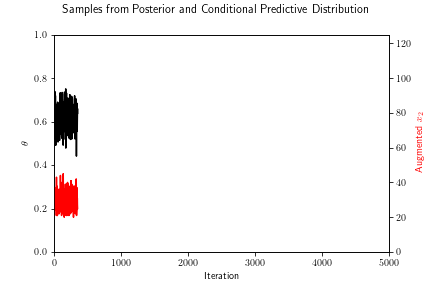 Samples from Posterior and Conditional Predictive Distribution
1.0
0.8
0.6
0.4
0.2
0.0
θ
120
100
80
60
40
20
0
Augmented x₂
0 1000 2000 3000 4000 5000
Iteration